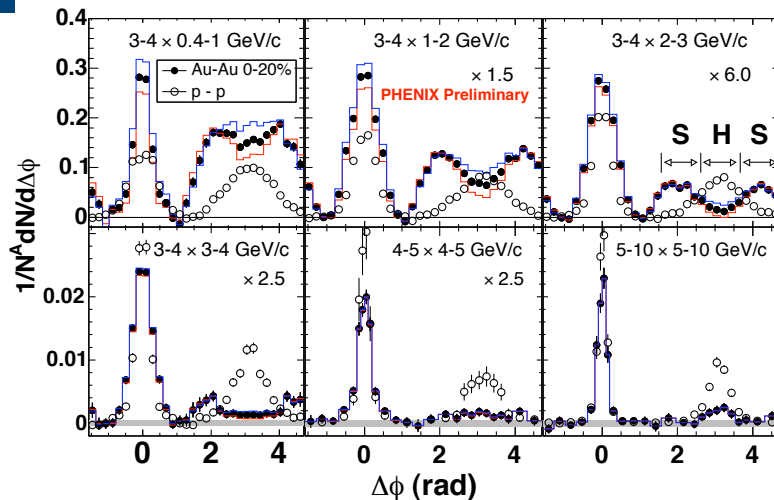 3-4 × 0.4-1 GeV/c
3-4 × 1-2 GeV/c
3-4 × 2-3 GeV/c
Au-Au 0-20%
p - p
× 1.5
PHENIX Preliminary
× 6.0
S H S
0.4
0.3
0.2
0.1
0
3-4 × 3-4 GeV/c
4-5 × 4-5 GeV/c
5-10 × 5-10 GeV/c
× 2.5
× 2.5
0.02
0.01
0
1/N^A dN/dΔϕ
0 2 4 0 2 4 0 2 4
Δϕ (rad)